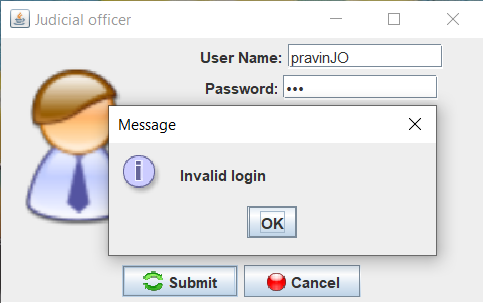 Judicial officer
User Name: pravinJO
Password: •••
Message
Invalid login
OK
Submit
Cancel